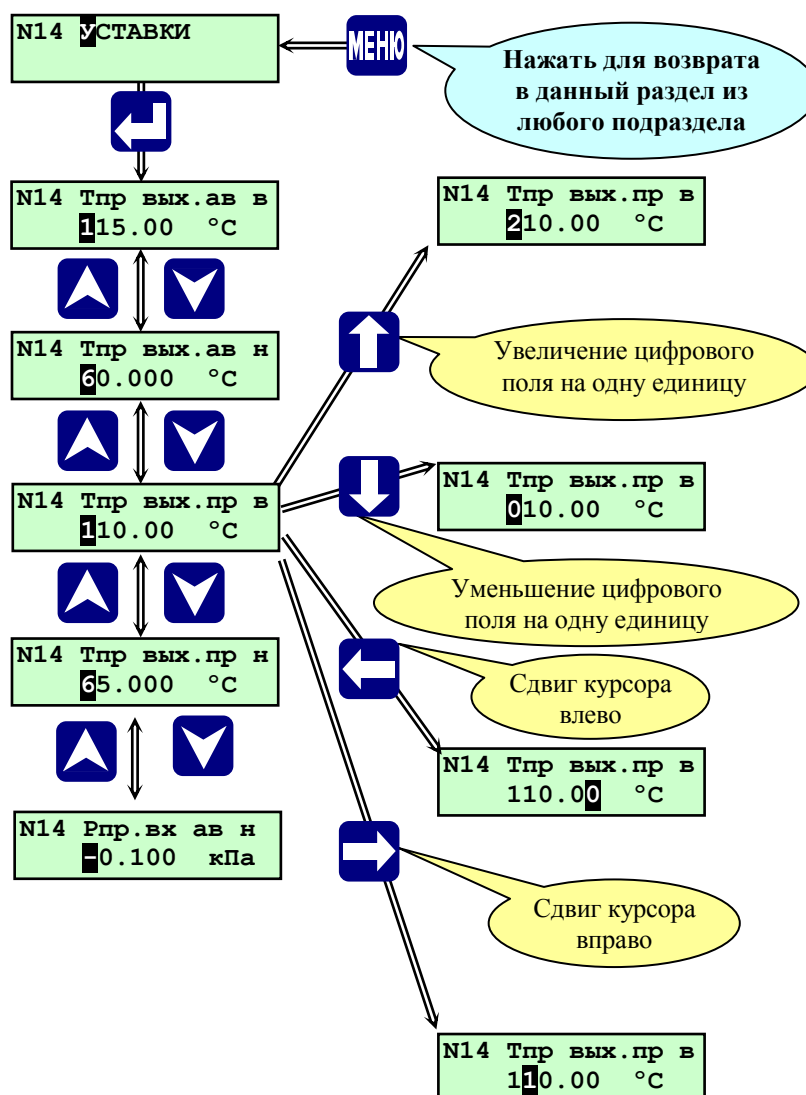 N14 УСТАВКИ
МЕНЮ
Нажать для возврата
в данный раздел из
любого подраздела
N14 Тпр вых.ав в
115.00 °С
N14 Тпр вых.пр в
210.00 °С
Увеличение цифрового
поля на одну единицу
N14 Тпр вых.ав н
60.000 °С
N14 Тпр вых.пр в
010.00 °С
N14 Тпр вых.пр в
110.00 °С
Уменьшение цифрового
поля на одну единицу
N14 Тпр вых.пр н
65.000 °С
Сдвиг курсора
влево
N14 Тпр вых.пр в
110.00 °С
N14 Рпр.вх ав н
-0.100 кПа
Сдвиг курсора
вправо
N14 Тпр вых.пр в
110.00 °С